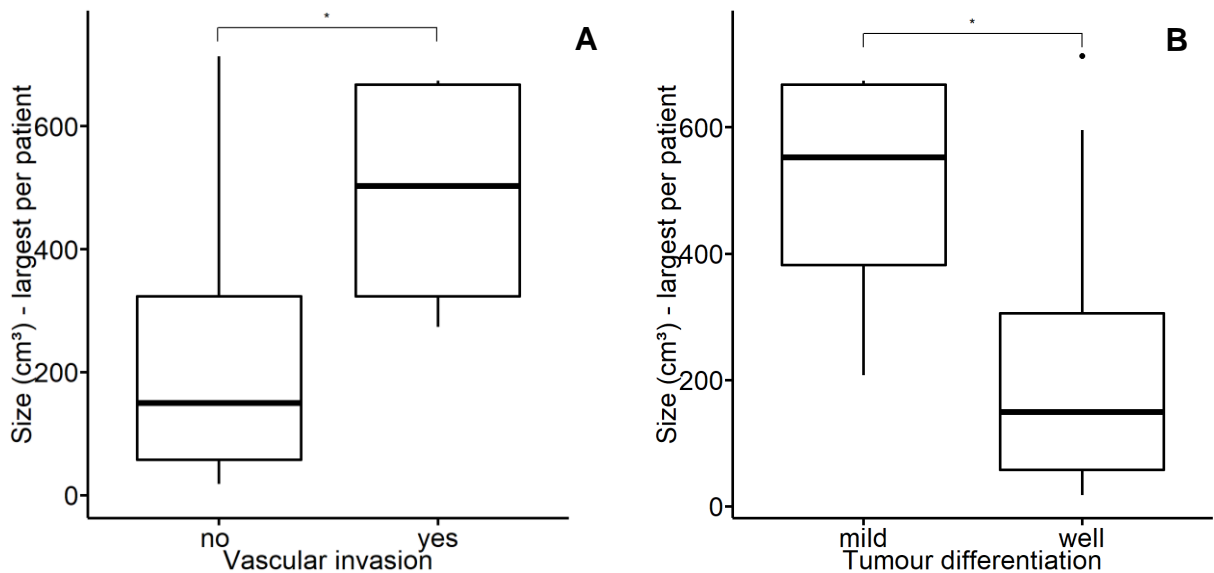 *
A
Size (cm³) - largest per patient
600
400
200
0
no yes
Vascular invasion
*
B
Size (cm³) - largest per patient
600
400
200
0
mild well
Tumour differentiation